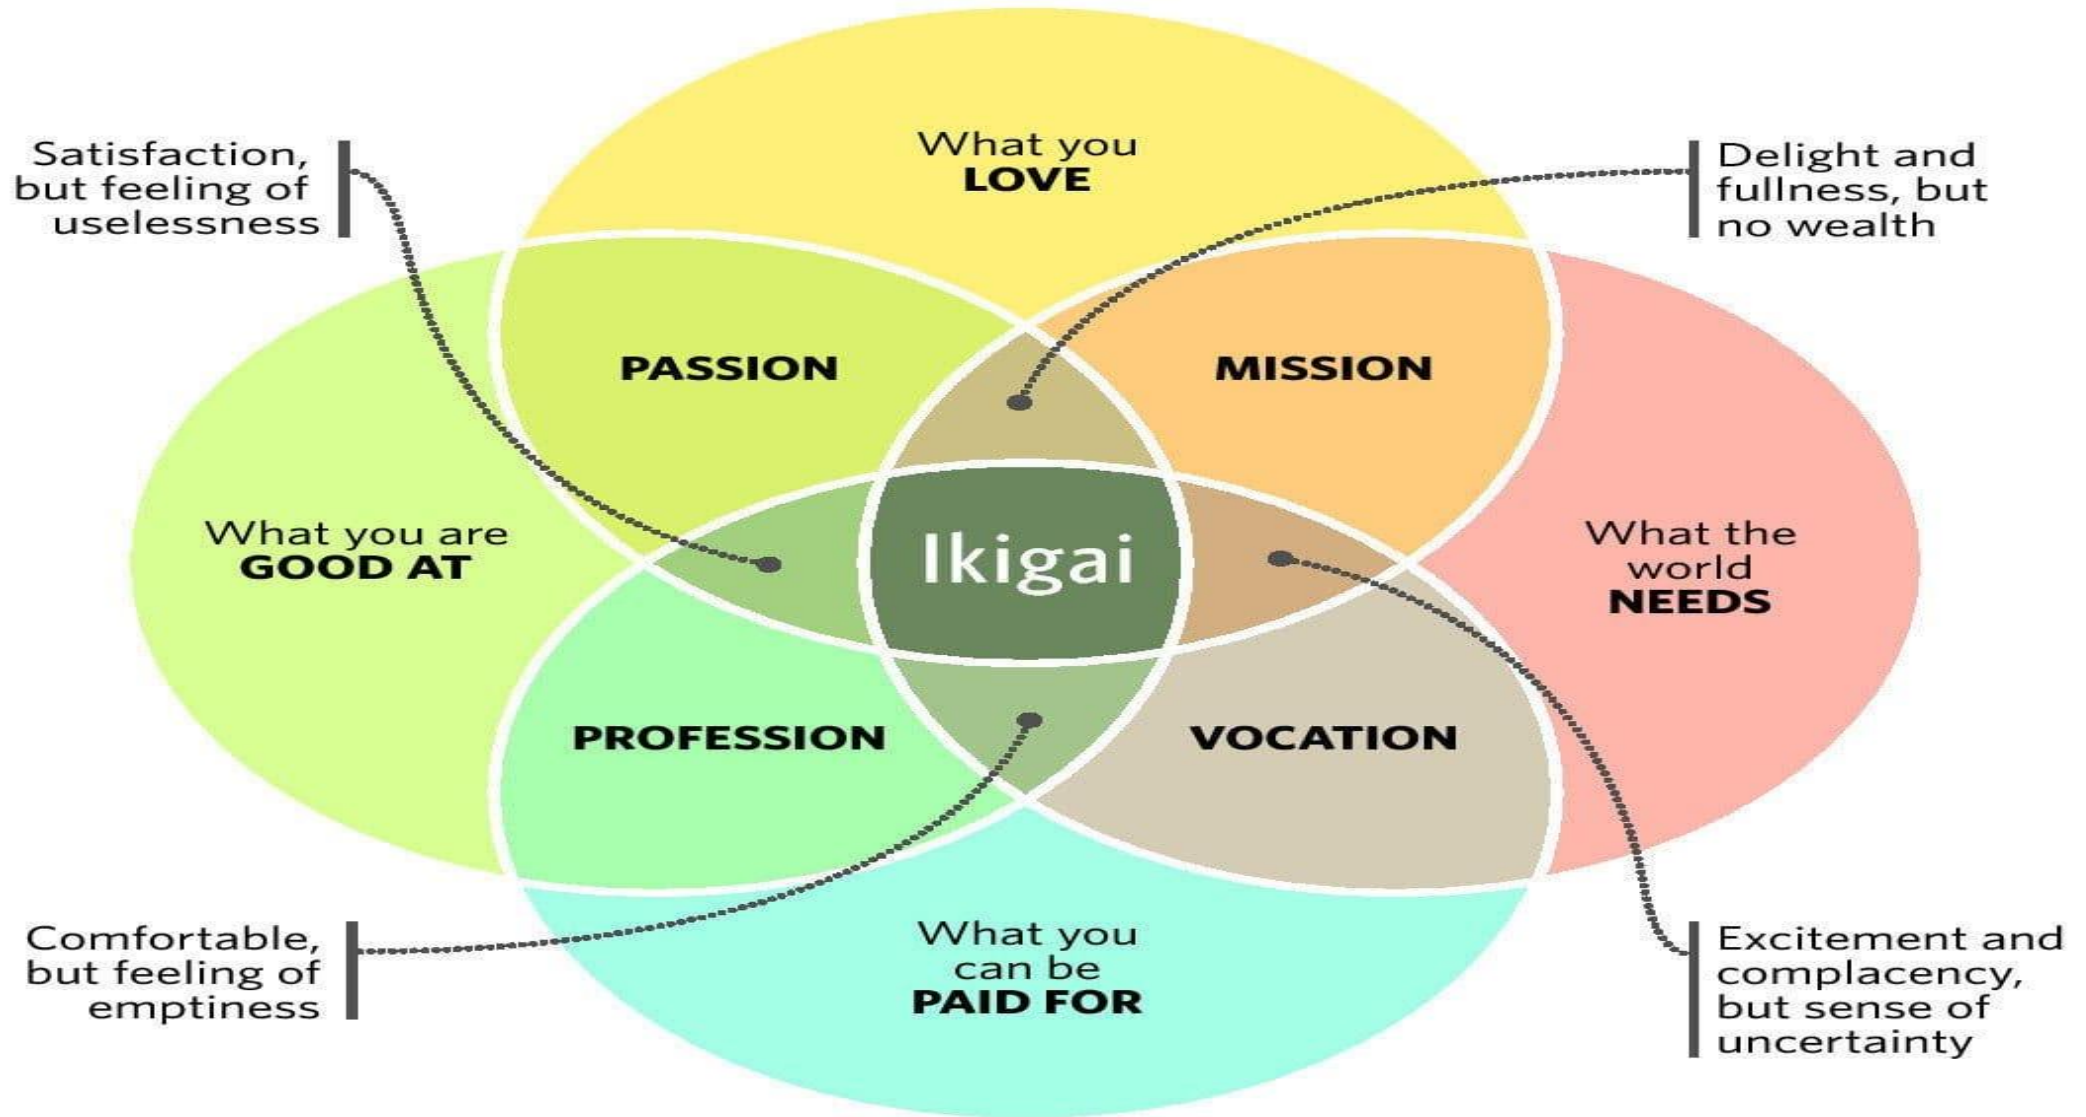 What you
LOVE
Satisfaction,
but feeling of
uselessness
Delight and
fullness, but
no wealth
PASSION
MISSION
What you are
GOOD AT
Ikigai
What the
world
NEEDS
PROFESSION
VOCATION
What you
can be
PAID FOR
Comfortable,
but feeling of
emptiness
Excitement and
complacency,
but sense of
uncertainty